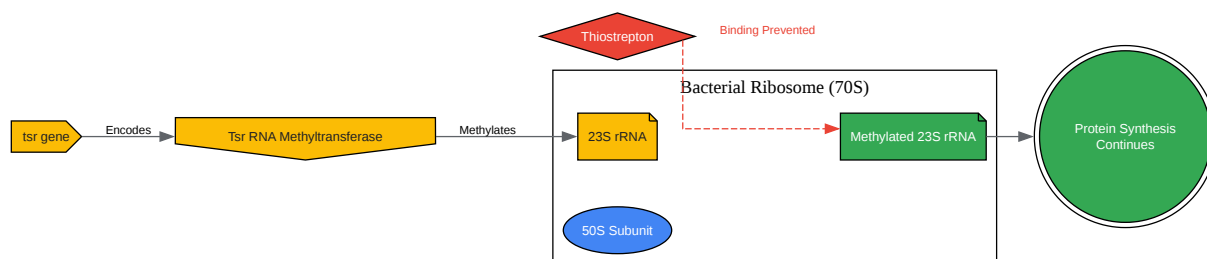 Thiostrepton
Binding Prevented
Bacterial Ribosome (70S)
tsr gene
Encodes
Tsr RNA Methyltransferase
Methylates
23S rRNA
Methylated 23S rRNA
Protein Synthesis
Continues
50S Subunit